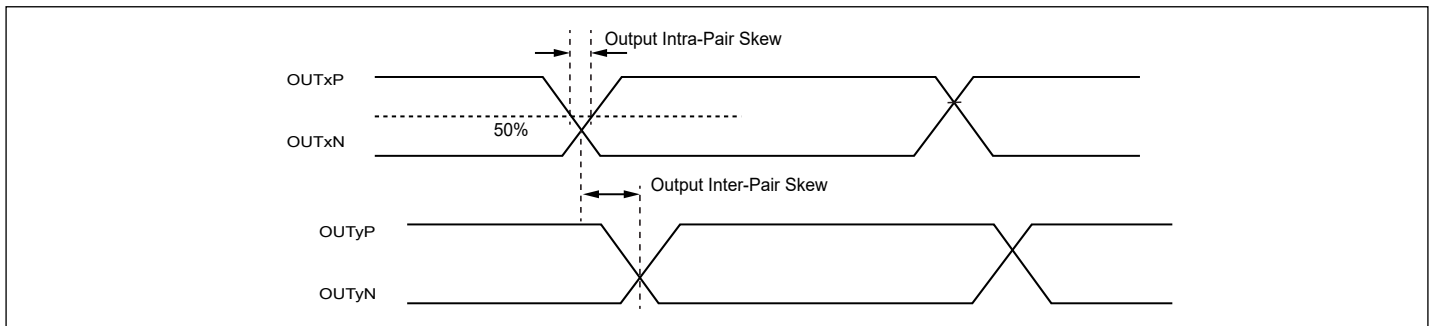 Output Intra-Pair Skew
OUTxP
50%
OUTxN
Output Inter-Pair Skew
OUTyP
OUTyN